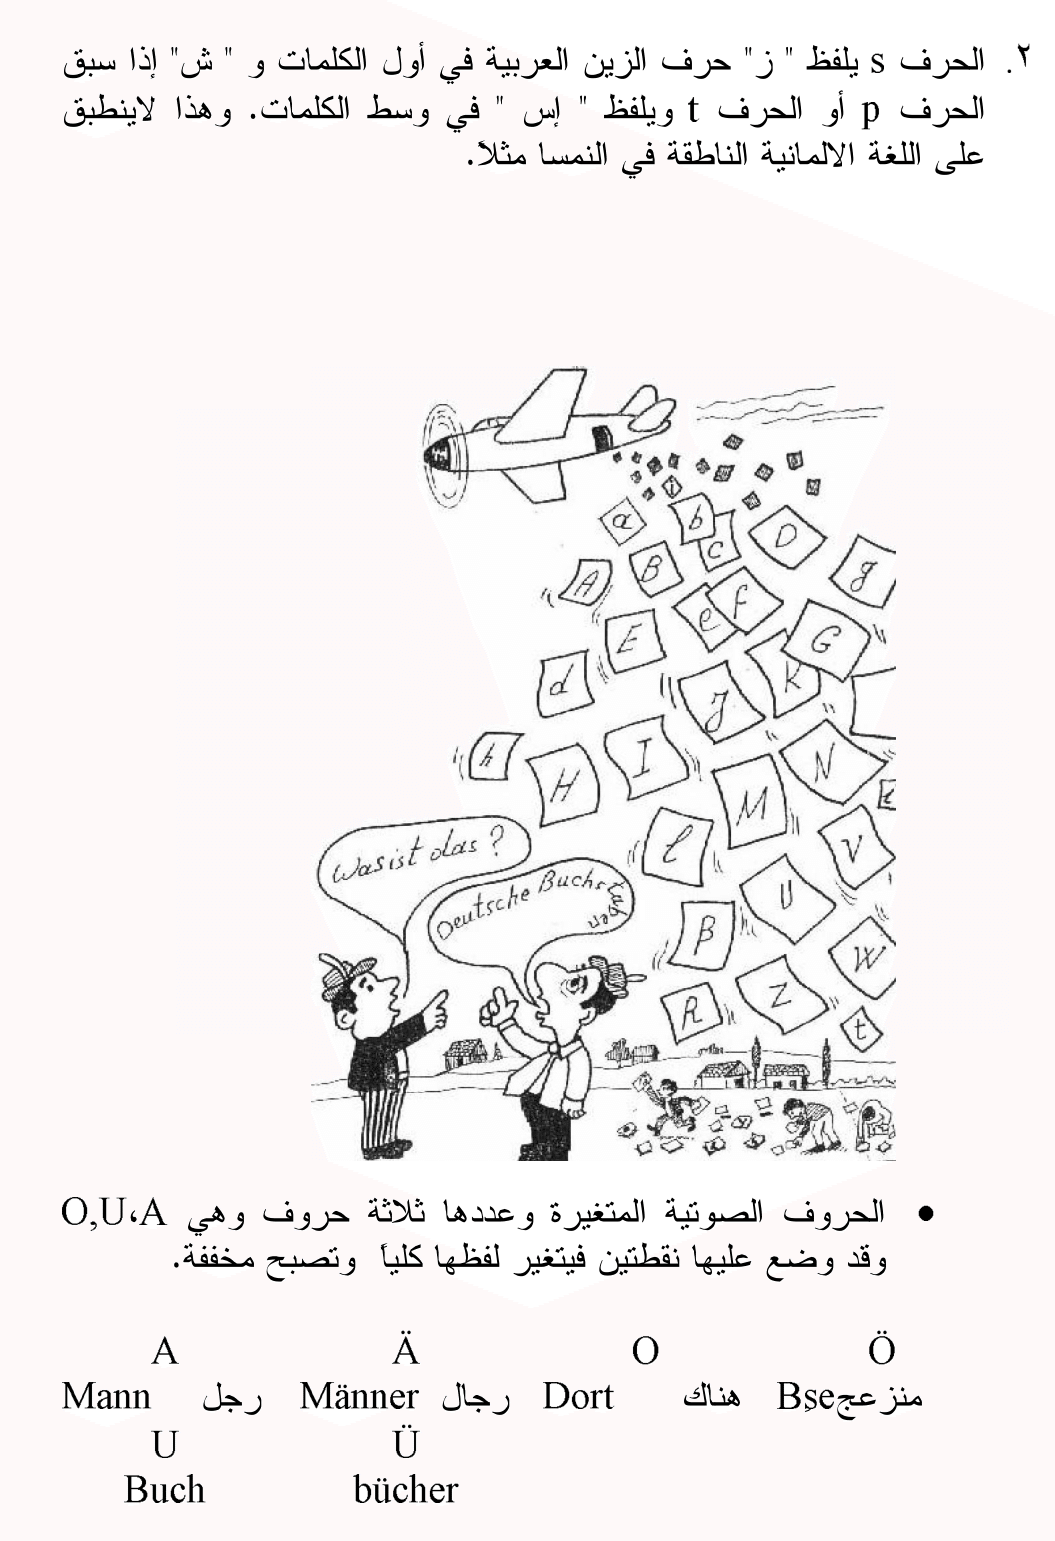 ٢. الحرف s يلفظ " ز" حرف الزين العربية في أول الكلمات و " ش" إذا سبق
الحرف p أو الحرف t ويلفظ " إس " في وسط الكلمات. وهذا لاينطبق
على اللغة الالمانية الناطقة في النمسا مثلاً.
i
a b c D
A B g
e f
E G
d J K
h H I M N
l V
Was ist das?
Deutsche Buchstaben
U
β W
R Z t
• الحروف الصوتية المتغيرة وعددها ثلاثة حروف وهي O,U،A
وقد وضع عليها نقطتين فيتغير لفظها كلياً وتصبح مخففة.
A Ä O Ö
Mann رجل Männer رجال Dort هناك Bşe منزعج
U Ü
Buch bücher